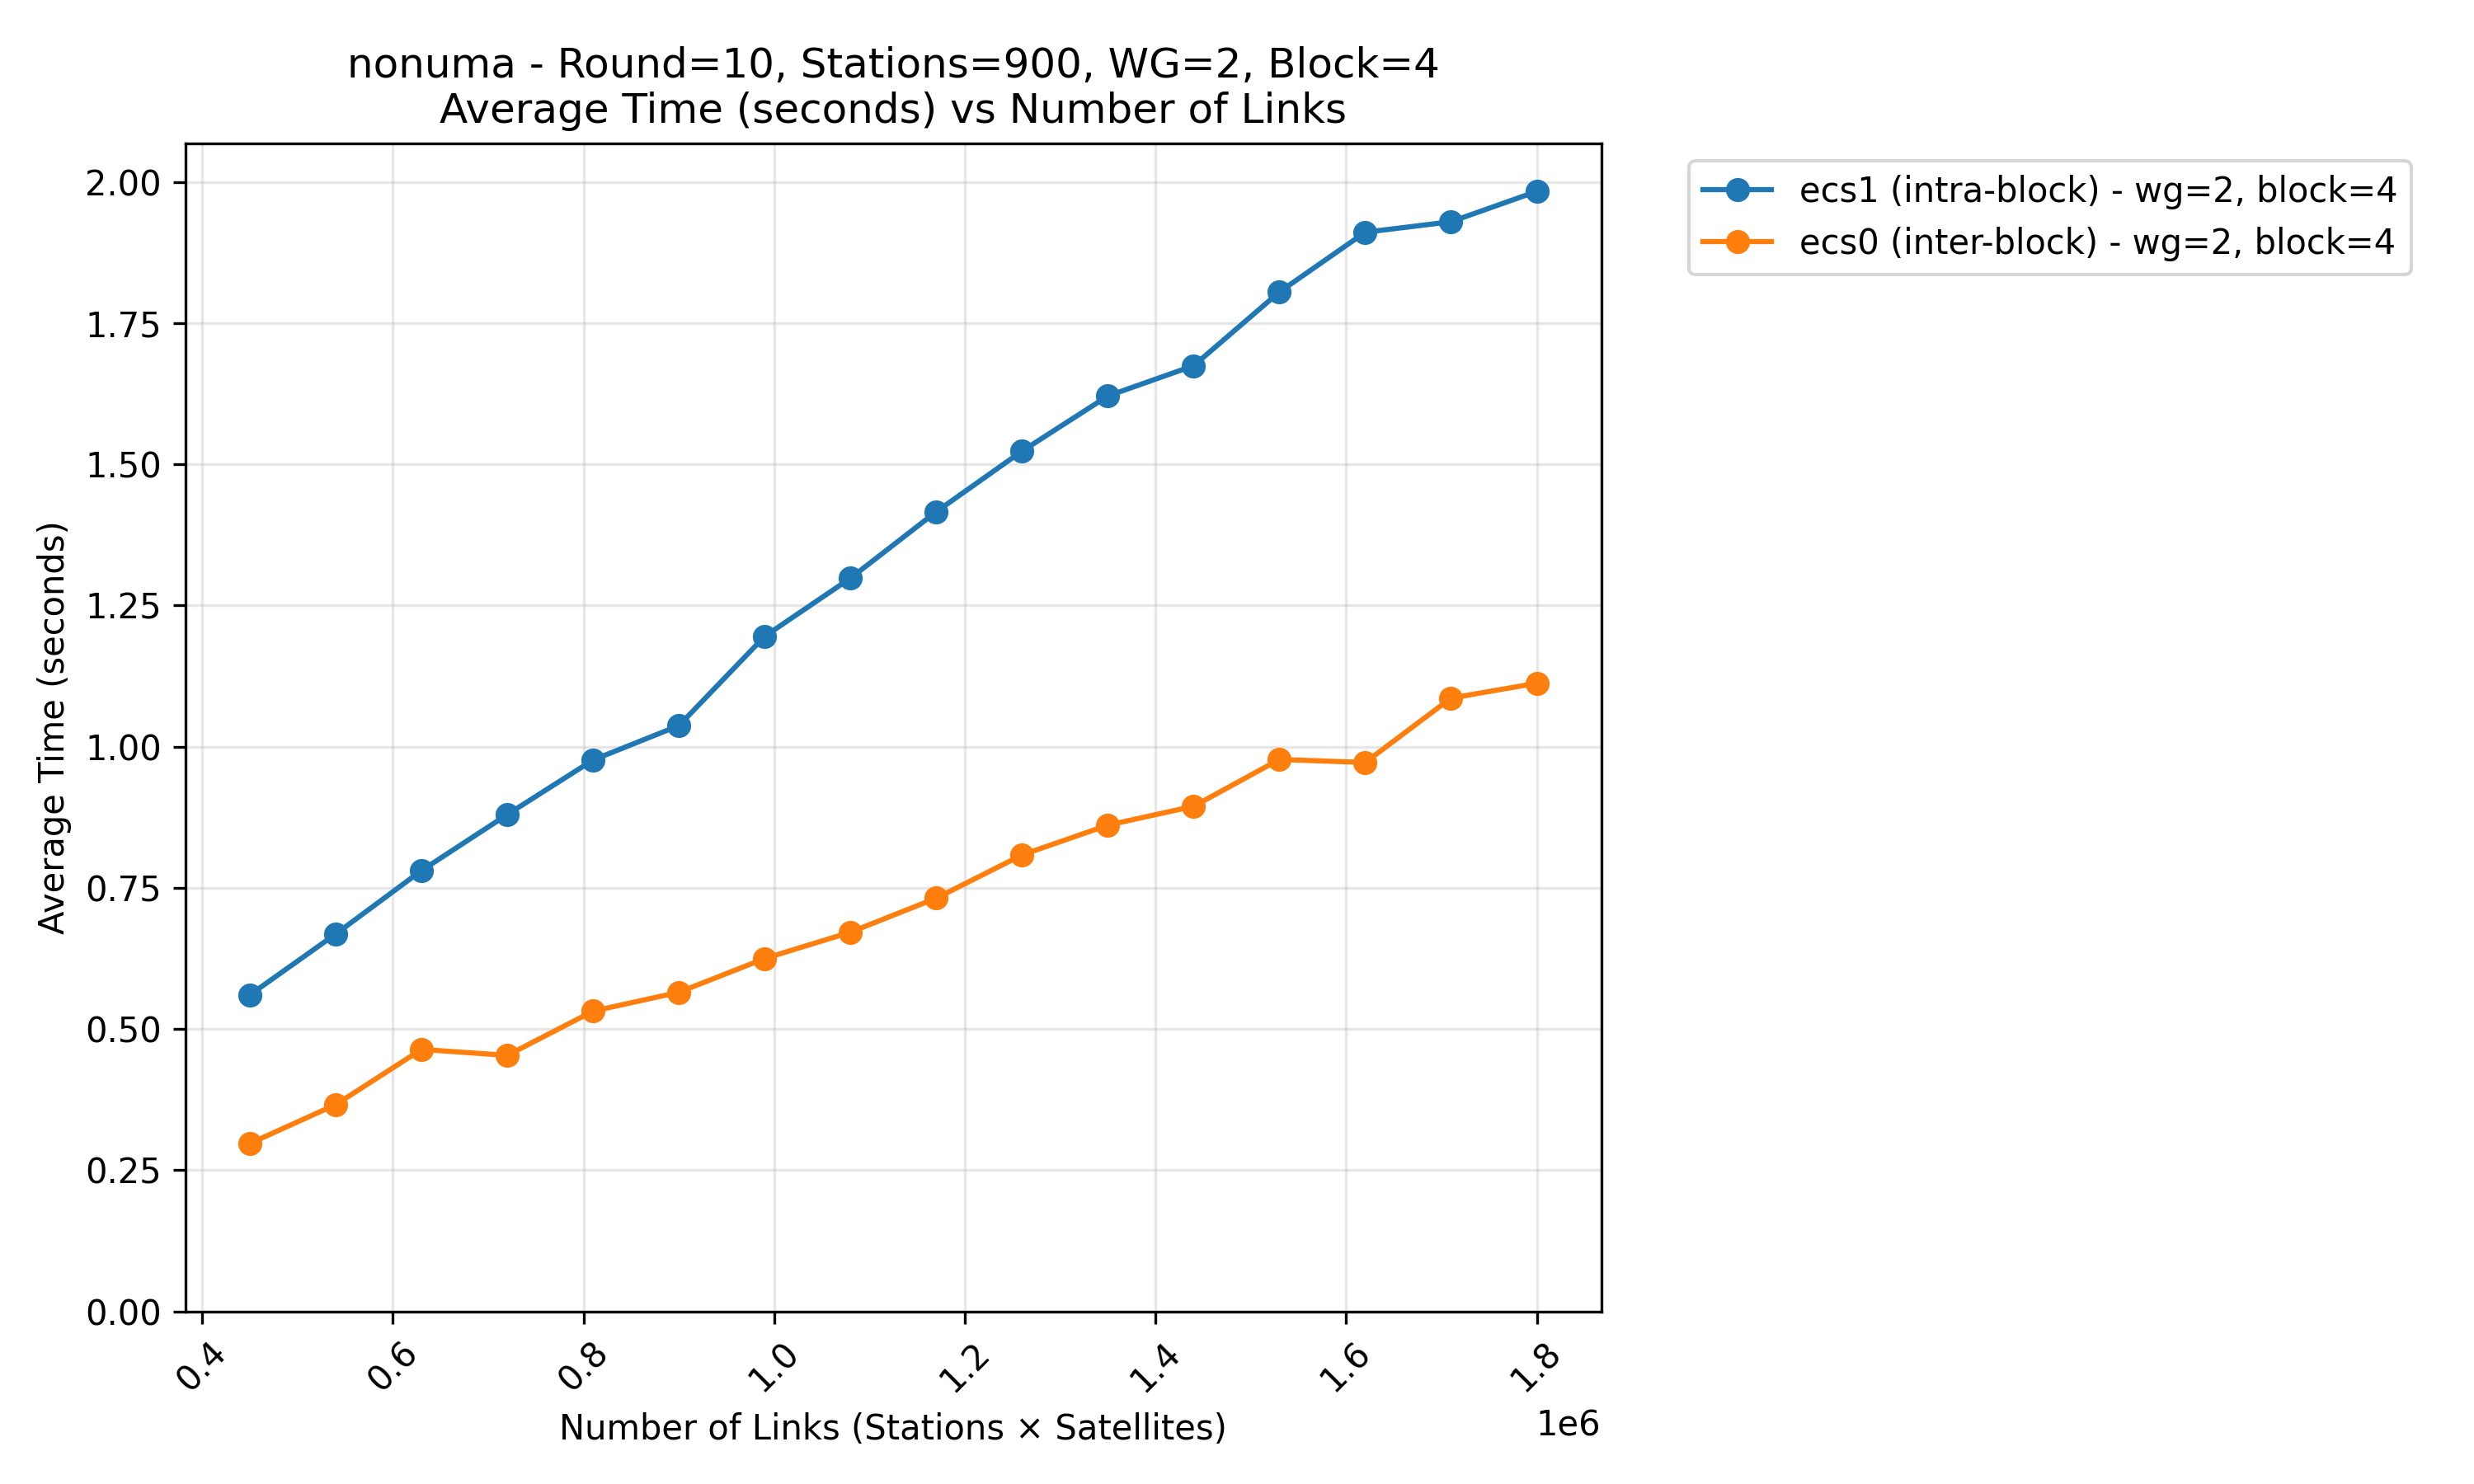 nonuma - Round=10, Stations=900, WG=2, Block=4
Average Time (seconds) vs Number of Links
ecs1 (intra-block) - wg=2, block=4
ecs0 (inter-block) - wg=2, block=4
Average Time (seconds)
2.00
1.75
1.50
1.25
1.00
0.75
0.50
0.25
0.00
0.4
0.6
0.8
1.0
1.2
1.4
1.6
1.8
1e6
Number of Links (Stations × Satellites)